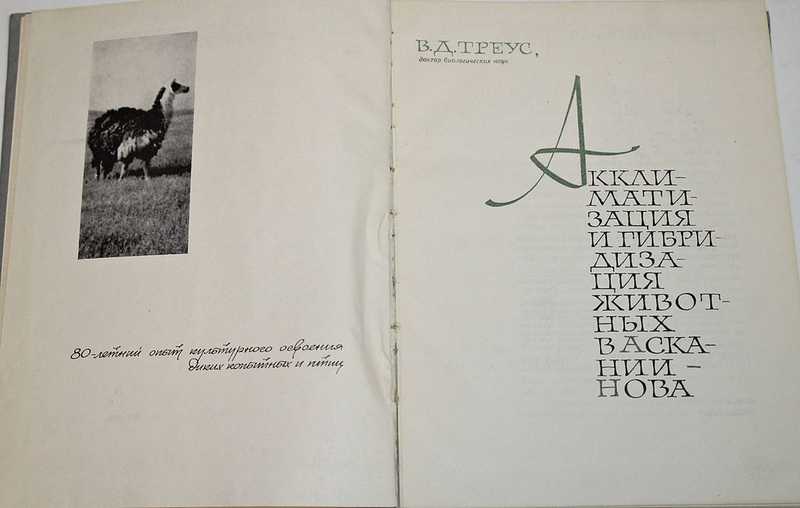 80-летний опыт культурного освоения
диких копытных и птиц
В.Д.ТРЕУС,
доктор биологических наук
АККЛИ-
МАТИ-
ЗАЦИЯ
И ГИБРИ-
ДИЗА-
ЦИЯ
ЖИВОТ-
НЫХ
В АСКА-
НИИ-
НОВА